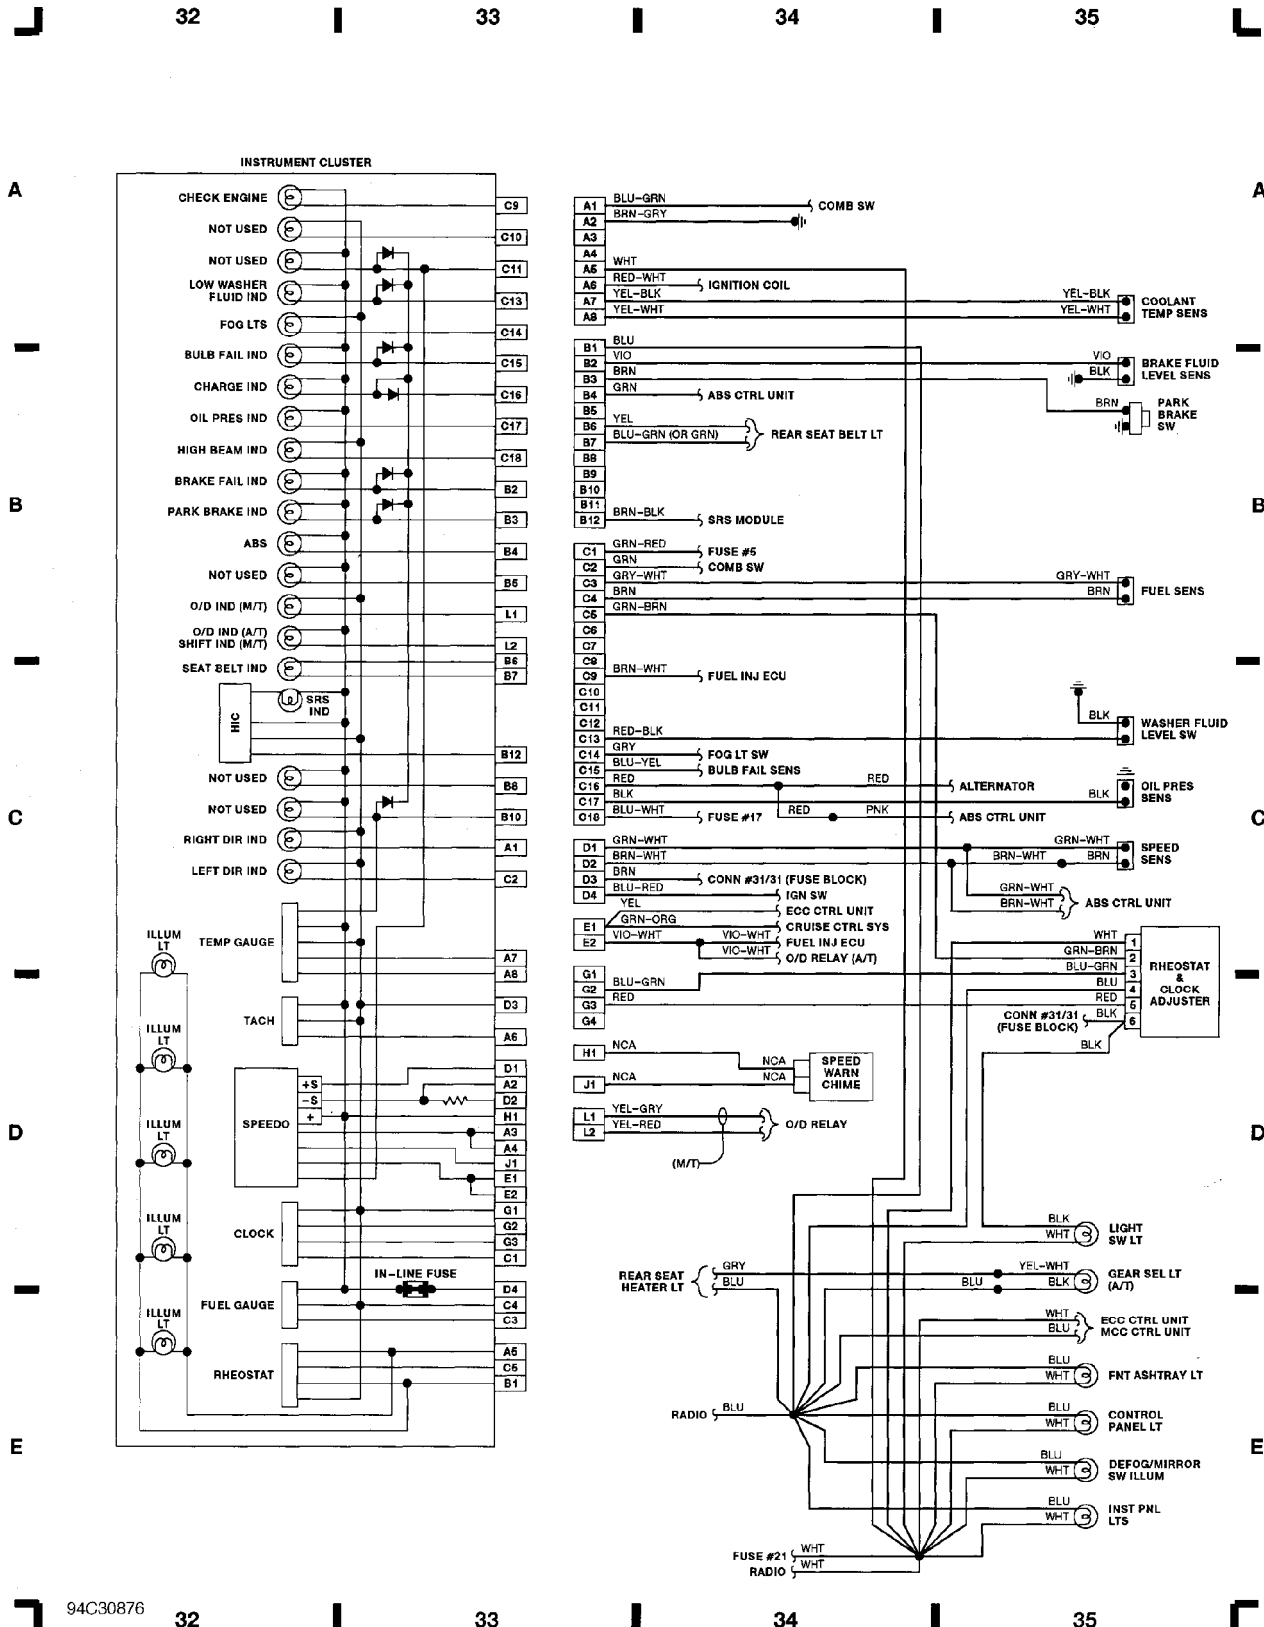 32 33 34 35
INSTRUMENT CLUSTER
A A
CHECK ENGINE C9
NOT USED C10
NOT USED C11
LOW WASHER
FLUID IND C13
FOG LTS C14
BULB FAIL IND C15
CHARGE IND C16
OIL PRES IND C17
HIGH BEAM IND C18
BRAKE FAIL IND B2
PARK BRAKE IND B3
ABS B4
NOT USED B5
O/D IND (M/T) L1
O/D IND (A/T)
SHIFT IND (M/T) L2
SEAT BELT IND B6
B7
HIC
SRS
IND
B12
NOT USED B8
NOT USED B10
RIGHT DIR IND A1
LEFT DIR IND C2
TEMP GAUGE
A7
A8
TACH
D3
A6
SPEEDO
+S
-S
+
D1
A2
D2
H1
A3
A4
J1
E1
E2
CLOCK
G1
G2
G3
C1
IN-LINE FUSE
FUEL GAUGE
D4
C4
C3
RHEOSTAT
A5
C5
B1
ILLUM
LT
ILLUM
LT
ILLUM
LT
ILLUM
LT
ILLUM
LT
A1 BLU-GRN COMB SW
A2 BRN-GRY
A3
A4
A5 WHT
A6 RED-WHT IGNITION COIL
A7 YEL-BLK YEL-BLK
A8 YEL-WHT YEL-WHT
COOLANT
TEMP SENS
B1 BLU
B2 VIO VIO
B3 BRN BLK
BRAKE FLUID
LEVEL SENS
B4 GRN ABS CTRL UNIT
BRN
PARK
BRAKE
SW
B5
B6 YEL
B7 BLU-GRN (OR GRN)
REAR SEAT BELT LT
B8
B9
B10
B11
B12 BRN-BLK SRS MODULE
B B
C1 GRN-RED FUSE #5
C2 GRN COMB SW
C3 GRY-WHT GRY-WHT
C4 BRN BRN
FUEL SENS
C5 GRN-BRN
C6
C7
C8
C9 BRN-WHT FUEL INJ ECU
C10
C11
C12
C13 RED-BLK
BLK
WASHER FLUID
LEVEL SW
C14 GRY FOG LT SW
C15 BLU-YEL BULB FAIL SENS
C16 RED RED ALTERNATOR
C17 BLK BLK
OIL PRES
SENS
C18 BLU-WHT FUSE #17
RED PNK ABS CTRL UNIT
C C
D1 GRN-WHT GRN-WHT
D2 BRN-WHT BRN-WHT BRN
SPEED
SENS
D3 BRN CONN #31/31 (FUSE BLOCK)
D4 BLU-RED IGN SW
GRN-WHT
BRN-WHT
ABS CTRL UNIT
YEL ECC CTRL UNIT
E1 GRN-ORG CRUISE CTRL SYS
E2 VIO-WHT VIO-WHT FUEL INJ ECU
VIO-WHT O/D RELAY (A/T)
G1
G2 BLU-GRN
G3 RED
G4
WHT 1
GRN-BRN 2
BLU-GRN 3
BLU 4
RED 5
BLK 6
RHEOSTAT
&
CLOCK
ADJUSTER
CONN #31/31
(FUSE BLOCK)
BLK
H1 NCA NCA
J1 NCA NCA
SPEED
WARN
CHIME
L1 YEL-GRY
L2 YEL-RED
O/D RELAY
(M/T)
D D
BLK
WHT
LIGHT
SW LT
REAR SEAT
HEATER LT
GRY
BLU
YEL-WHT
BLU BLK
GEAR SEL LT
(A/T)
WHT
BLU
ECC CTRL UNIT
MCC CTRL UNIT
BLU
WHT
FNT ASHTRAY LT
RADIO BLU
BLU
WHT
CONTROL
PANEL LT
E E
BLU
WHT
DEFOG/MIRROR
SW ILLUM
BLU
WHT
INST PNL
LTS
FUSE #21 WHT
RADIO WHT
94C30876
32 33 34 35